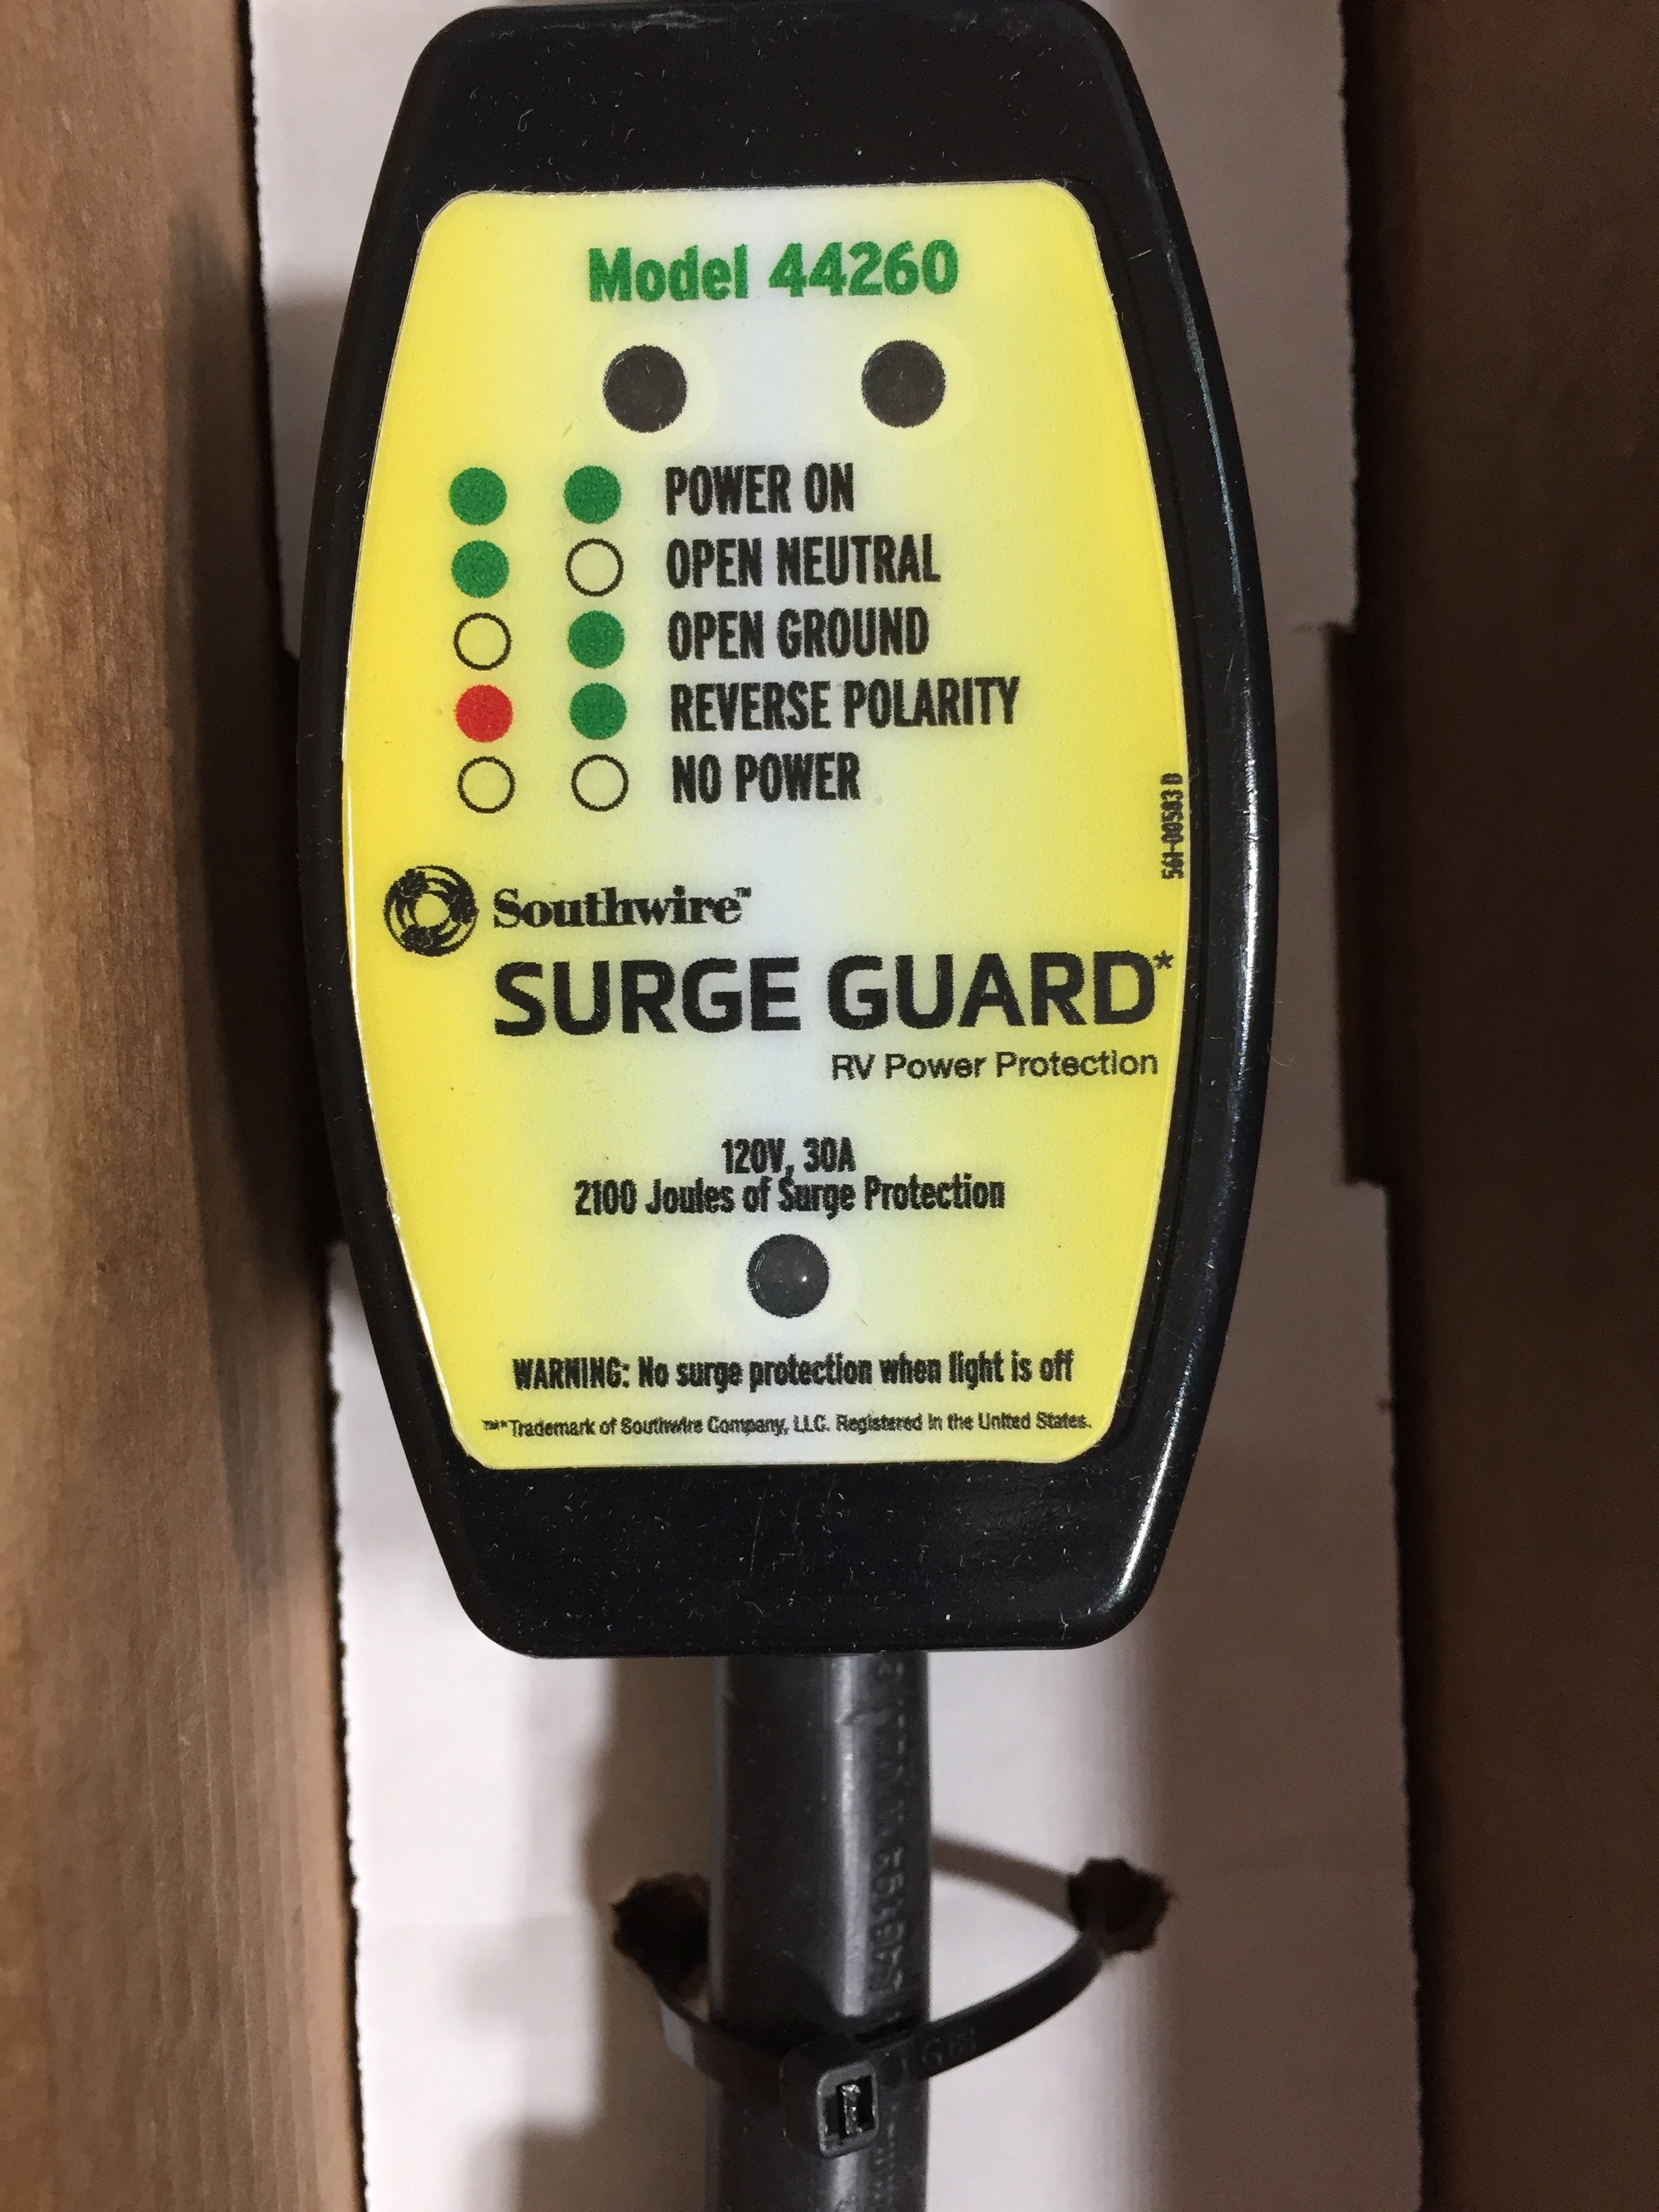 Model 44260
POWER ON
OPEN NEUTRAL
OPEN GROUND
REVERSE POLARITY
NO POWER
561-00583 D
Southwire™
SURGE GUARD*
RV Power Protection
120V, 30A
2100 Joules of Surge Protection
WARNING: No surge protection when light is off
™*Trademark of Southwire Company, LLC. Registered in the United States.